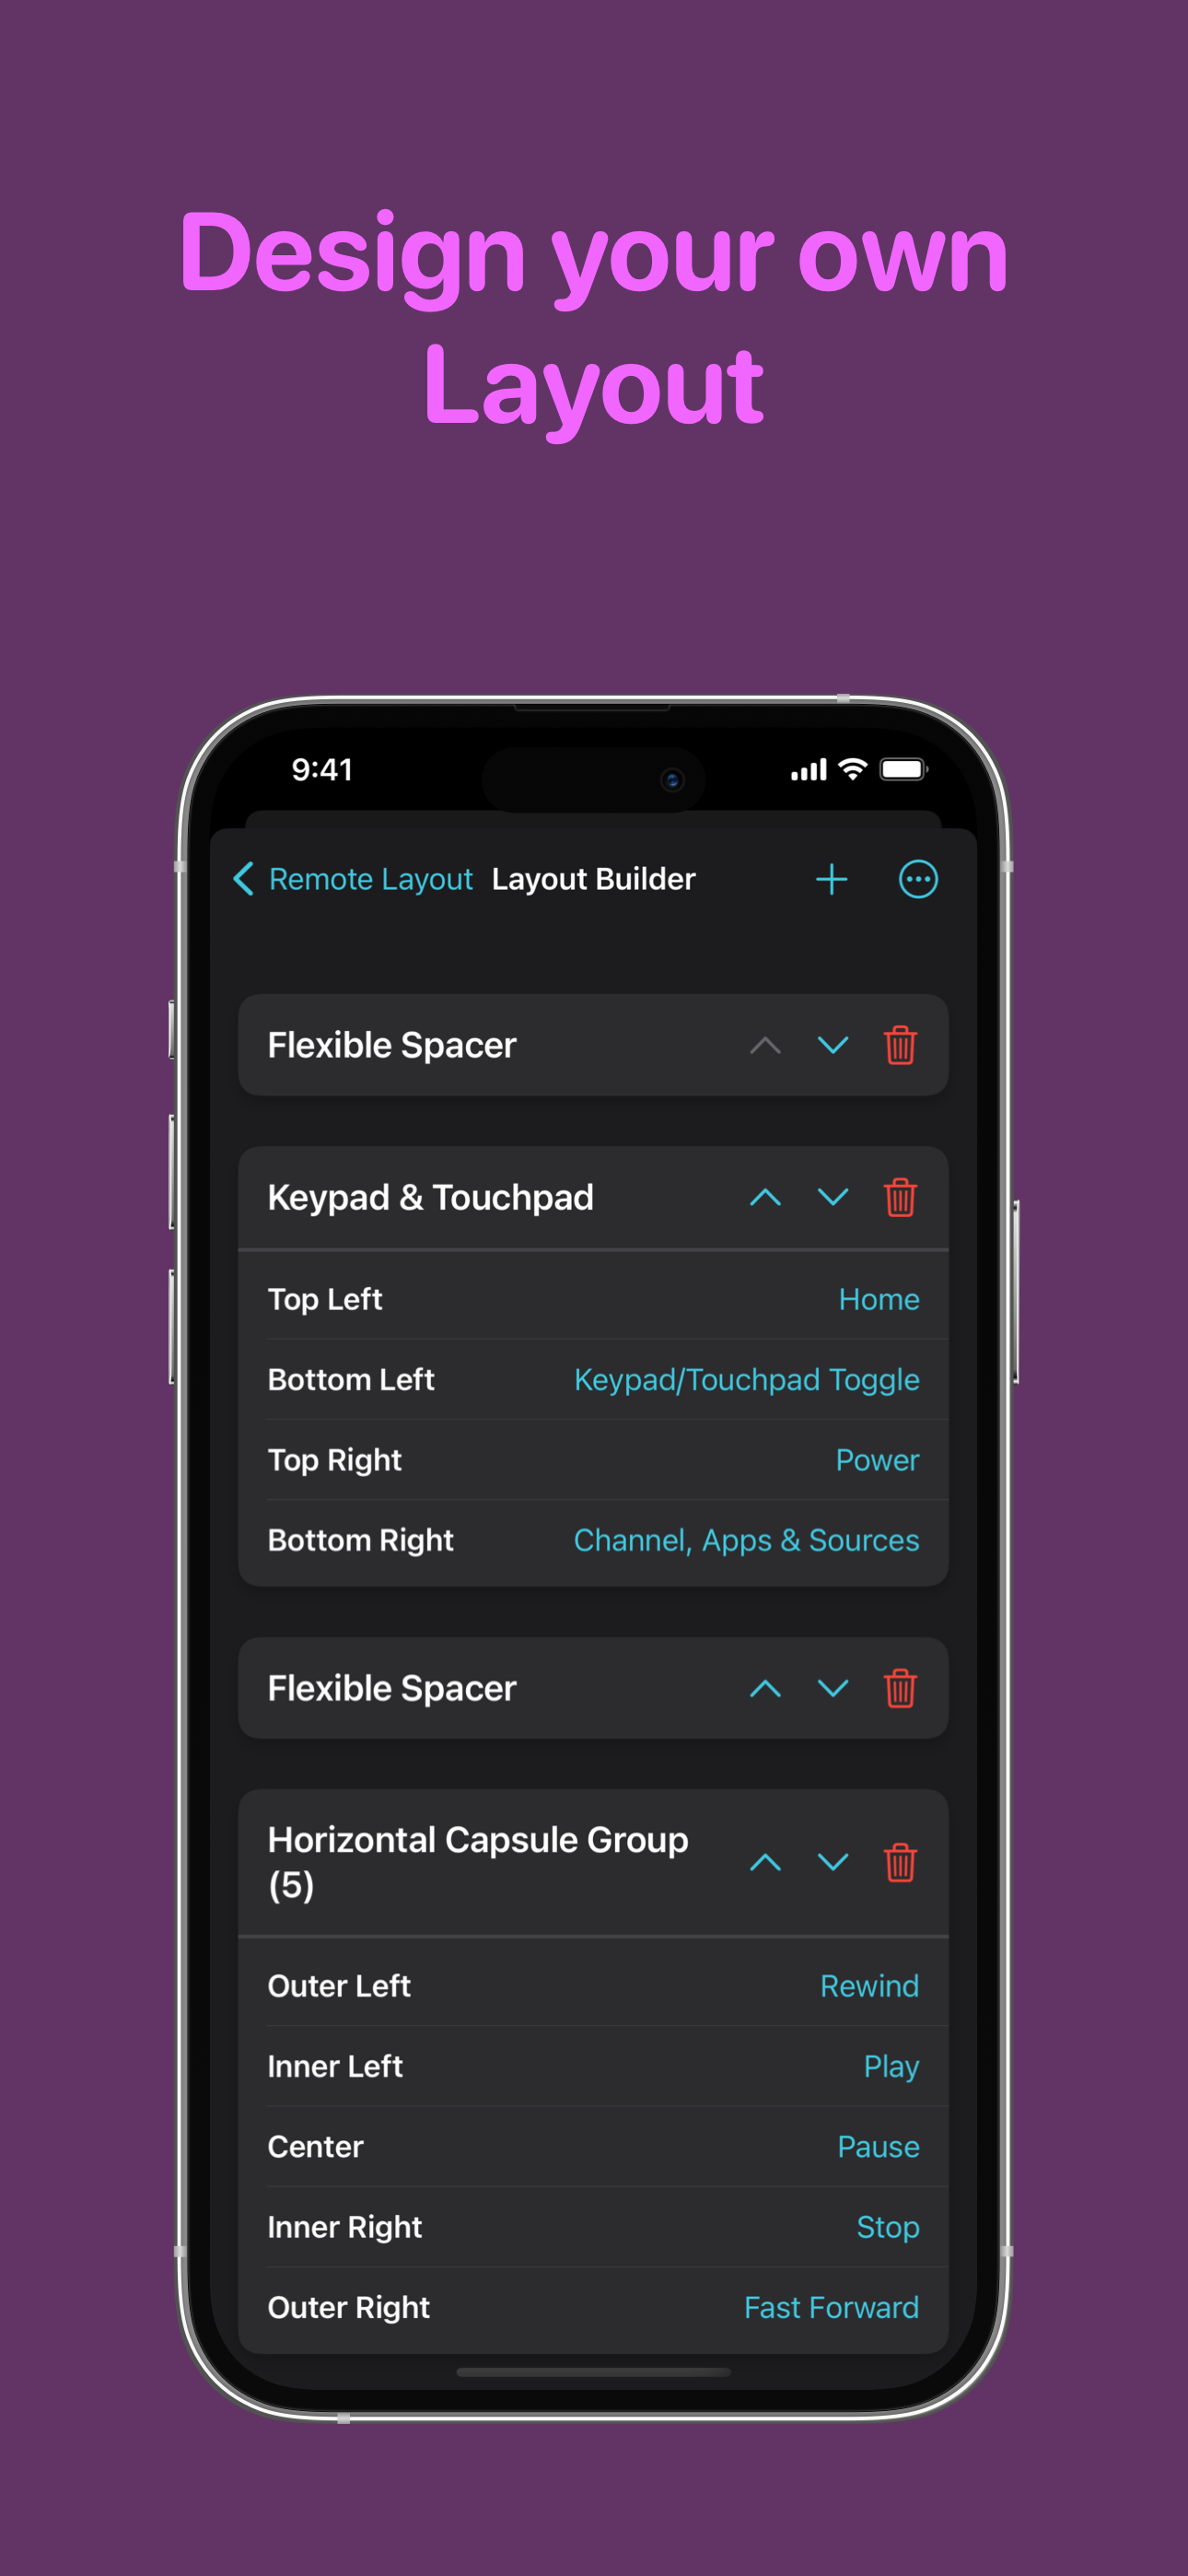 Design your own
Layout
9:41
Remote Layout Layout Builder
Flexible Spacer
Keypad & Touchpad
Top Left Home
Bottom Left Keypad/Touchpad Toggle
Top Right Power
Bottom Right Channel, Apps & Sources
Flexible Spacer
Horizontal Capsule Group
(5)
Outer Left Rewind
Inner Left Play
Center Pause
Inner Right Stop
Outer Right Fast Forward